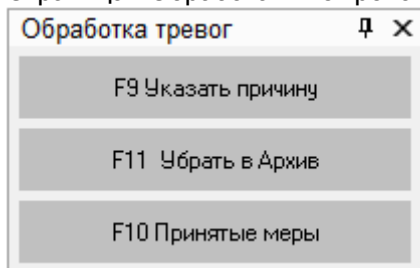 Обработка тревог
F9 Указать причину
F11 Убрать в Архив
F10 Принятые меры